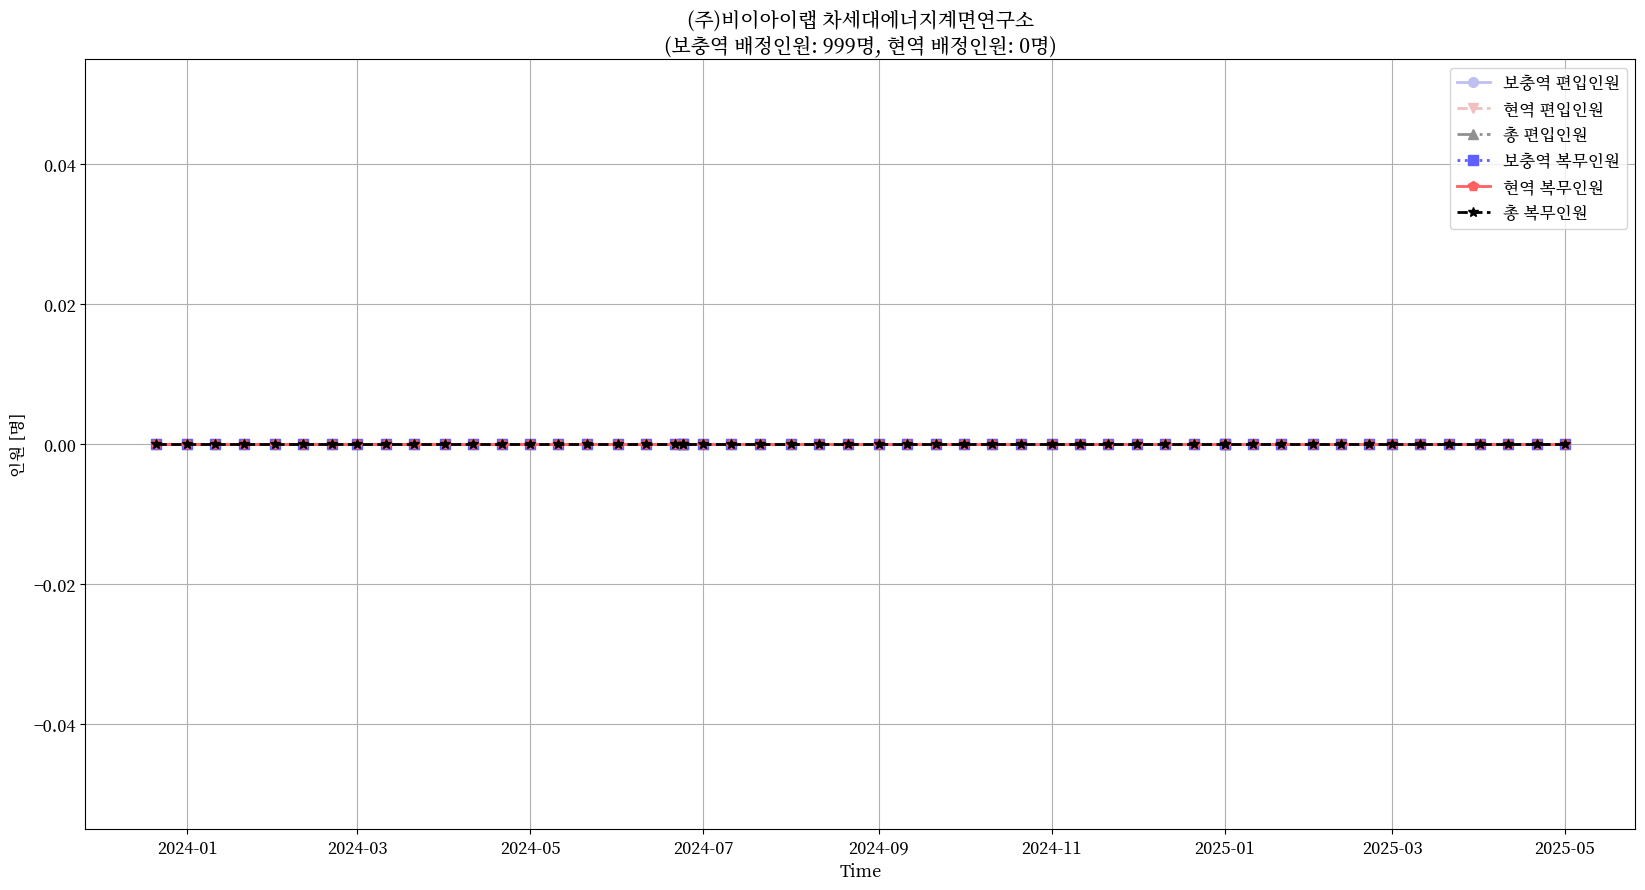 (주)비이아이랩 차세대에너지계면연구소
(보충역 배정인원: 999명, 현역 배정인원: 0명)
보충역 편입인원
현역 편입인원
총 편입인원
보충역 복무인원
현역 복무인원
총 복무인원
인원 [명]
0.04
0.02
0.00
−0.02
−0.04
2024-01
2024-03
2024-05
2024-07
2024-09
2024-11
2025-01
2025-03
2025-05
Time